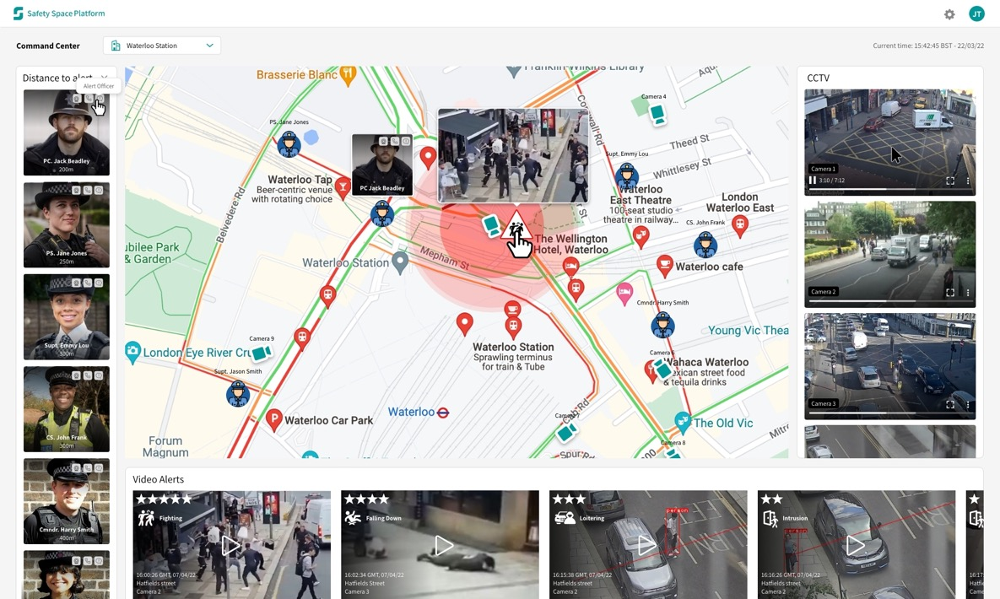 Safety Space Platform
JT
Command Center
Waterloo Station
Current time: 15:42:45 BST - 22/03/22
Distance to alert
Alert Officer
PC. Jack Beadley
200m
PS. Jane Jones
250m
Supt. Emmy Lou
300m
CS. John Frank
300m
Cmndr. Harry Smith
400m
Brasserie Blanc
Franklin Wilkins Library
Camera 4
Cornwall Rd
Theed St
Whittlesey St
PS. Jane Jones
PC Jack Beadley
Supt. Emmy Lou
Waterloo Tap
Beer-centric venue
with rotating choice
Belvedere Rd
Waterloo
East Theatre
100-seat studio
theatre in railway...
London
Waterloo East
CS. John Frank
Jubilee Park
& Garden
Mepham St
The Wellington
Hotel, Waterloo
Waterloo Station
Waterloo cafe
Cmndr. Harry Smith
Young Vic Thea
Camera 9
London Eye River Cru
Waterloo Station
Sprawling terminus
for train & Tube
Wahaca Waterloo
Mexican street food
& tequila drinks
Supt. Jason Smith
Waterloo
P
Waterloo Car Park
Cab Rd
The Old Vic
Camera 8
Forum
Magnum
Spur Rd
CCTV
Camera 1
3:10 / 7:12
Camera 2
Camera 3
Video Alerts
Fighting
16:00:26 GMT, 07/04/22
Hatfields street
Camera 2
Falling Down
16:02:34 GMT, 07/04/22
Hatfields street
Camera 3
Loitering
person
16:15:38 GMT, 07/04/22
Hatfields street
Camera 2
Intrusion
person
16:16:26 GMT, 07/04/22
Hatfields street
Camera 2
16:17:
Hatfie
Came